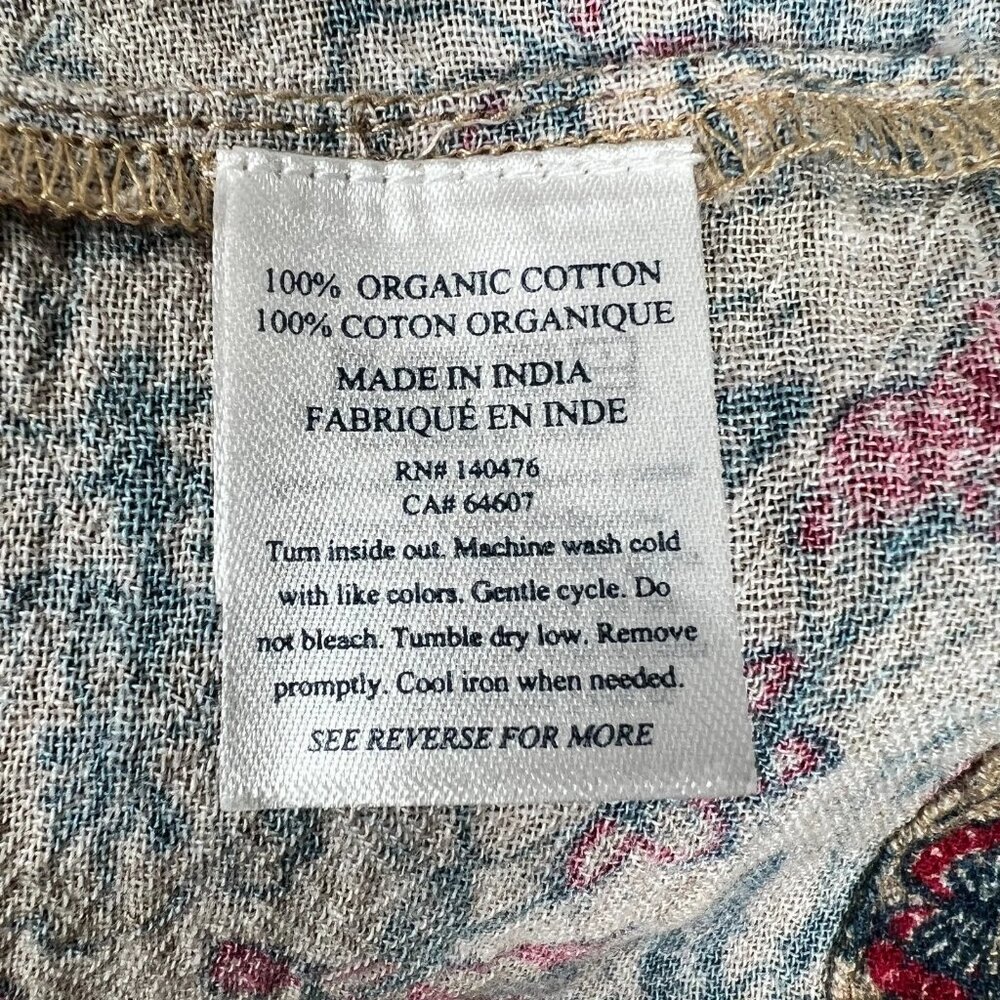 100% ORGANIC COTTON
100% COTON ORGANIQUE
MADE IN INDIA
FABRIQUÉ EN INDE
RN# 140476
CA# 64607
Turn inside out. Machine wash cold
with like colors. Gentle cycle. Do
not bleach. Tumble dry low. Remove
promptly. Cool iron when needed.
SEE REVERSE FOR MORE